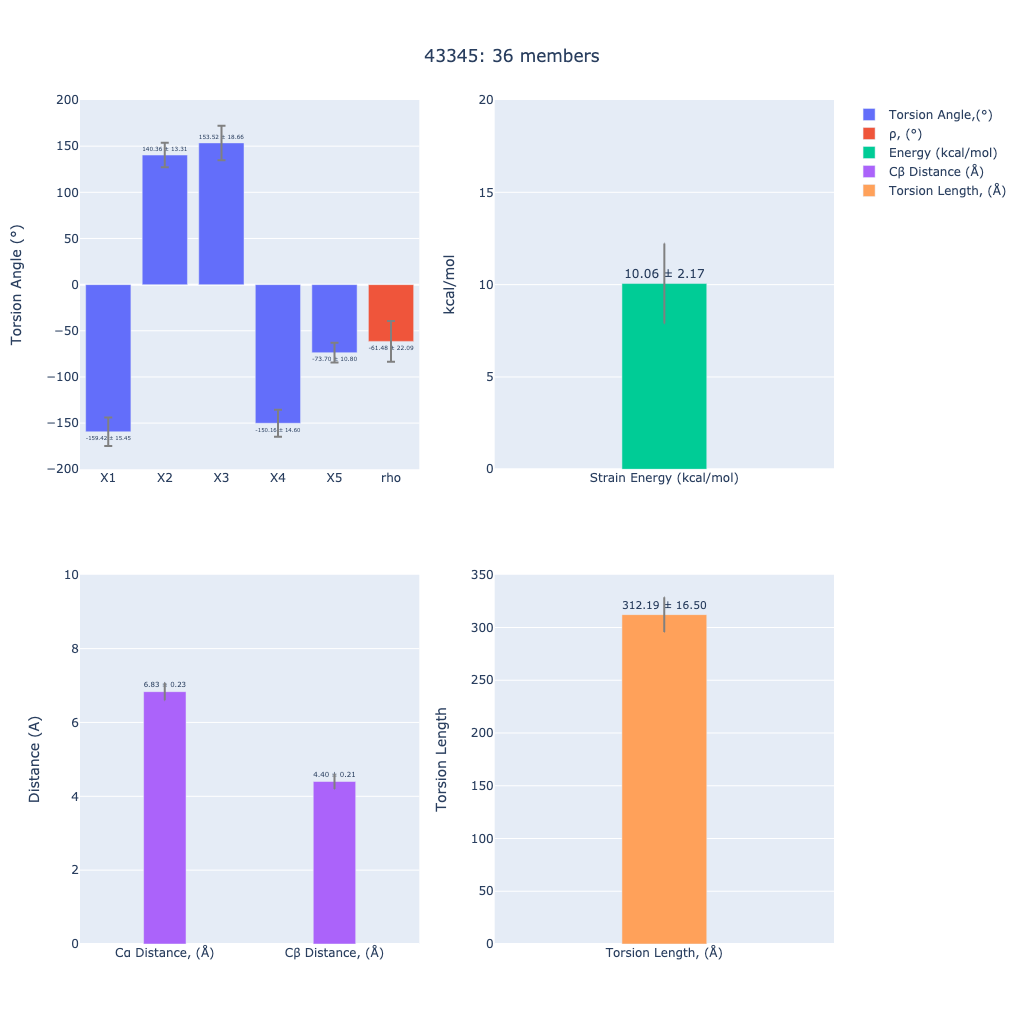 43345: 36 members
200
150
100
50
0
−50
−100
−150
−200
Torsion Angle (°)
-159.42 ± 15.45
140.36 ± 13.31
153.52 ± 18.66
-150.16 ± 14.60
-73.70 ± 10.80
-61.48 ± 22.09
X1 X2 X3 X4 X5 rho
20
15
10
5
0
kcal/mol
10.06 ± 2.17
Strain Energy (kcal/mol)
Torsion Angle,(°)
ρ, (°)
Energy (kcal/mol)
Cβ Distance (Å)
Torsion Length, (Å)
10
8
6
4
2
0
Distance (A)
6.83 ± 0.23
4.40 ± 0.21
Cα Distance, (Å) Cβ Distance, (Å)
350
300
250
200
150
100
50
0
Torsion Length
312.19 ± 16.50
Torsion Length, (Å)